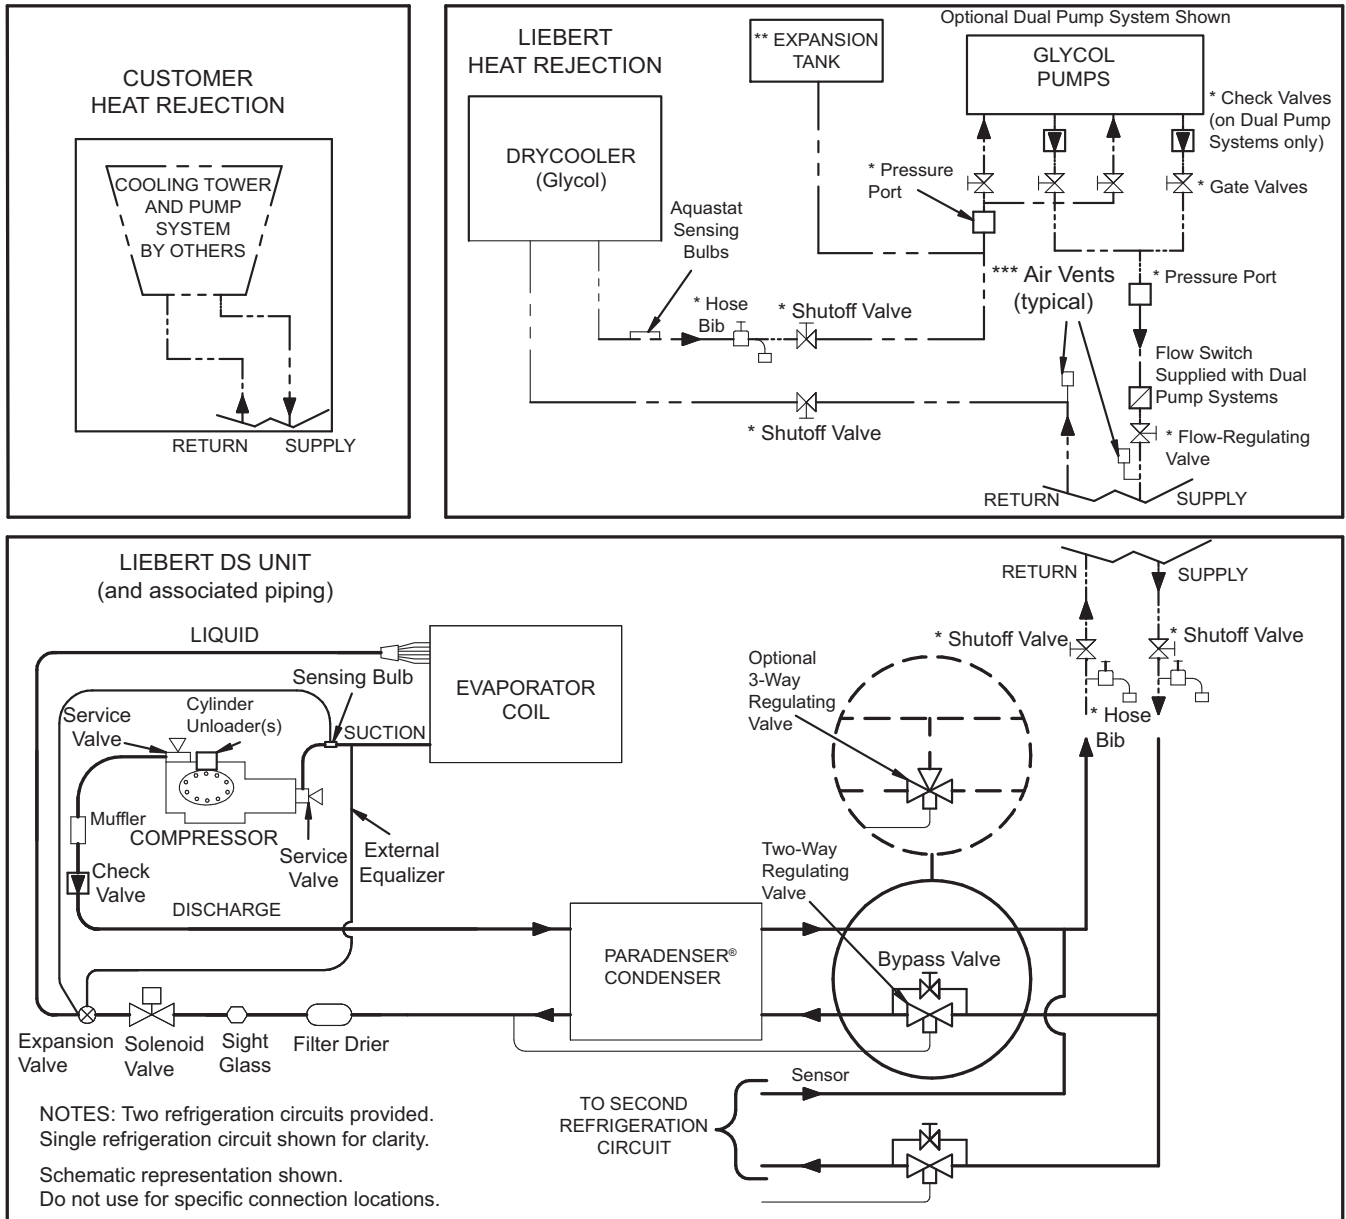 CUSTOMER
HEAT REJECTION
COOLING TOWER
AND PUMP
SYSTEM
BY OTHERS
RETURN
SUPPLY
Optional Dual Pump System Shown
LIEBERT
HEAT REJECTION
** EXPANSION
TANK
GLYCOL
PUMPS
* Check Valves
(on Dual Pump
Systems only)
DRYCOOLER
(Glycol)
* Pressure
Port
* Gate Valves
Aquastat
Sensing
Bulbs
*** Air Vents
(typical)
* Pressure Port
* Hose
Bib
* Shutoff Valve
Flow Switch
Supplied with Dual
Pump Systems
* Shutoff Valve
* Flow-Regulating
Valve
RETURN
SUPPLY
LIEBERT DS UNIT
(and associated piping)
RETURN
SUPPLY
LIQUID
* Shutoff Valve
* Shutoff Valve
Sensing Bulb
EVAPORATOR
COIL
Optional
3-Way
Regulating
Valve
Service
Valve
Cylinder
Unloader(s)
SUCTION
* Hose
Bib
Muffler
COMPRESSOR
Service
Valve
External
Equalizer
Two-Way
Regulating
Valve
Check
Valve
DISCHARGE
PARADENSER®
CONDENSER
Bypass Valve
Expansion
Valve
Solenoid
Valve
Sight
Glass
Filter Drier
Sensor
TO SECOND
REFRIGERATION
CIRCUIT
NOTES: Two refrigeration circuits provided.
Single refrigeration circuit shown for clarity.
Schematic representation shown.
Do not use for specific connection locations.